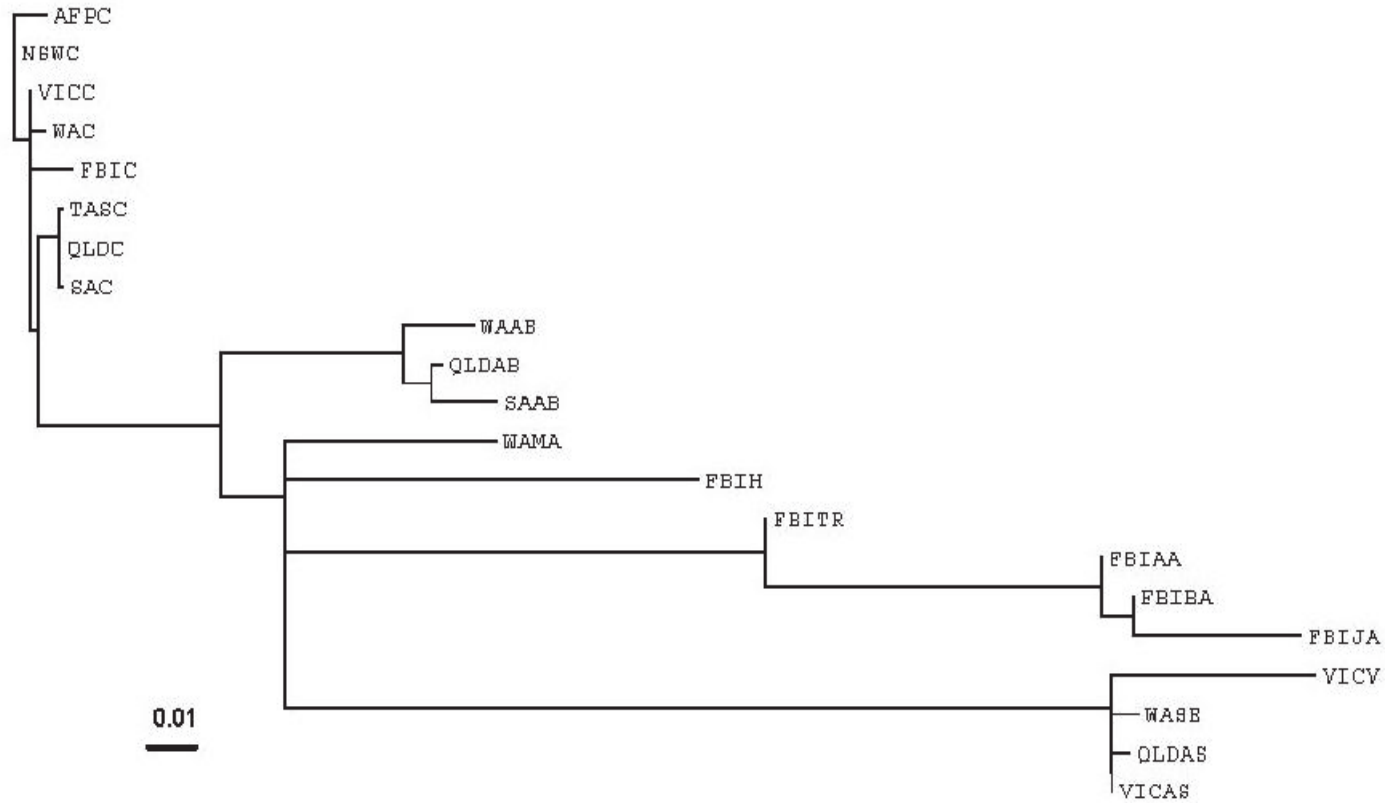 AFPC
NSWC
VICC
WAC
FBIC
TASC
QLDC
SAC
WAAB
QLDAB
SAAB
WAMA
FBIH
FBITR
FBIAA
FBIBA
FBIJA
VICV
WASE
QLDAS
VICAS
0.01